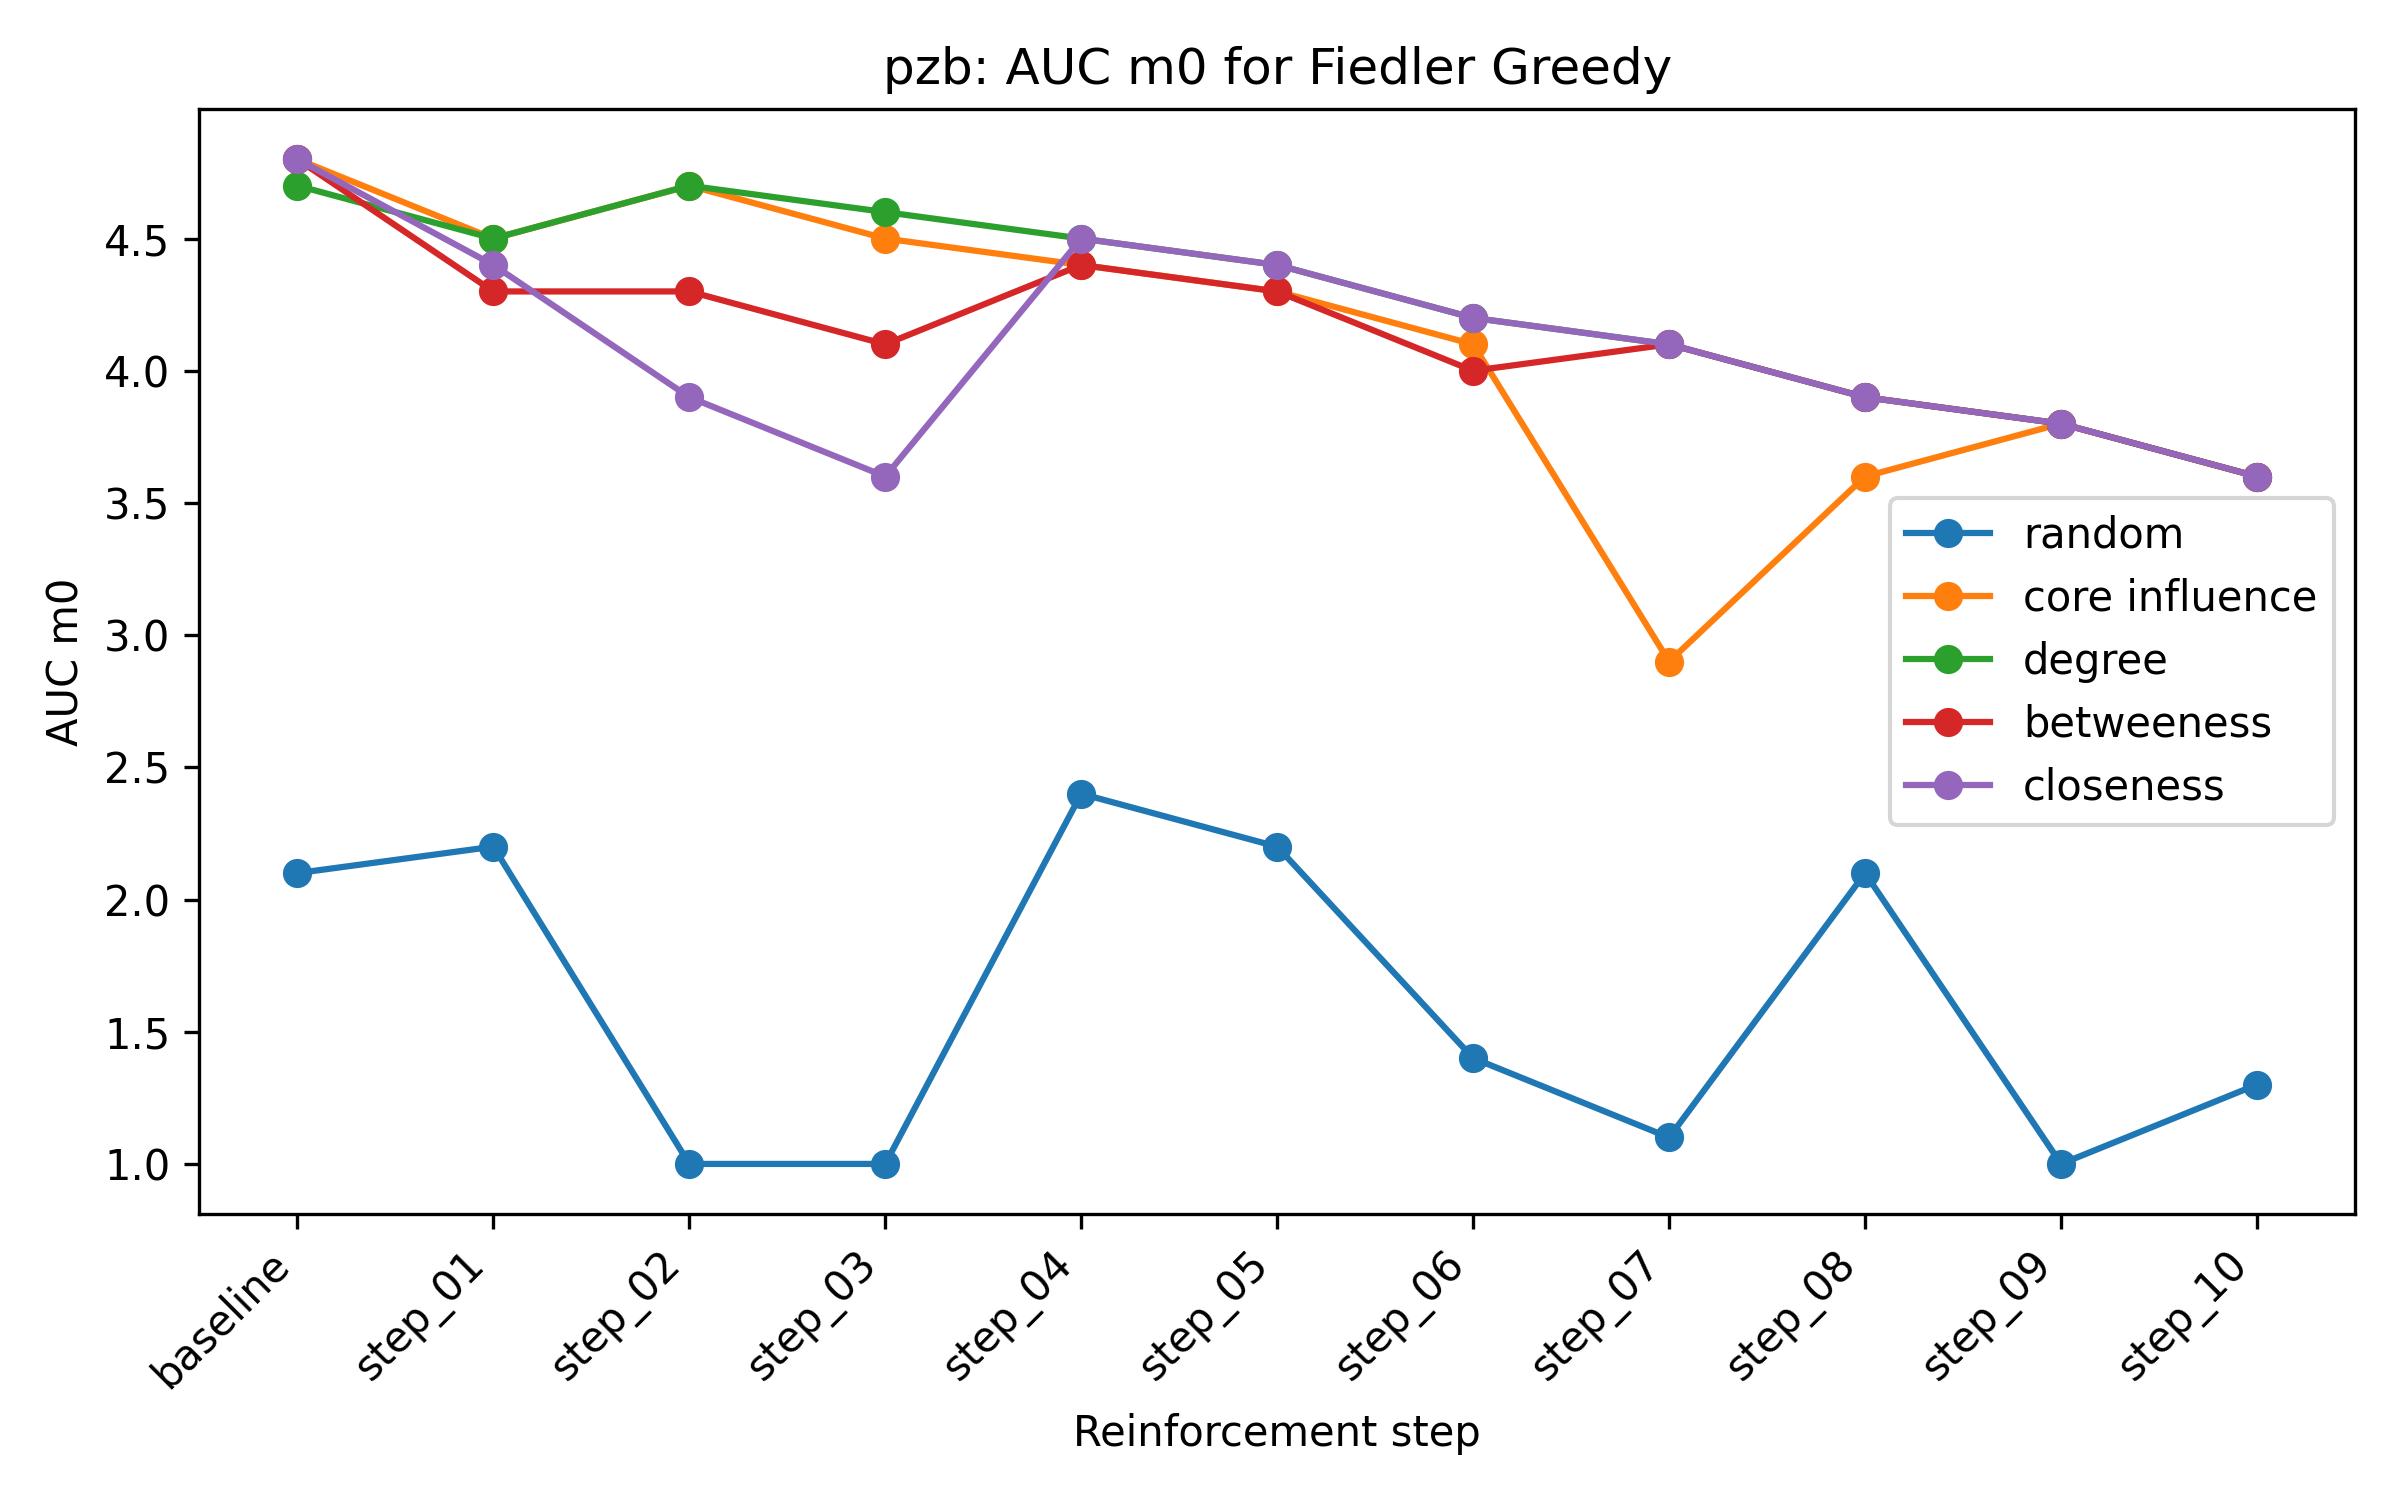 pzb: AUC m0 for Fiedler Greedy
AUC m0
4.5
4.0
3.5
3.0
2.5
2.0
1.5
1.0
random
core influence
degree
betweeness
closeness
baseline
step_01
step_02
step_03
step_04
step_05
step_06
step_07
step_08
step_09
step_10
Reinforcement step